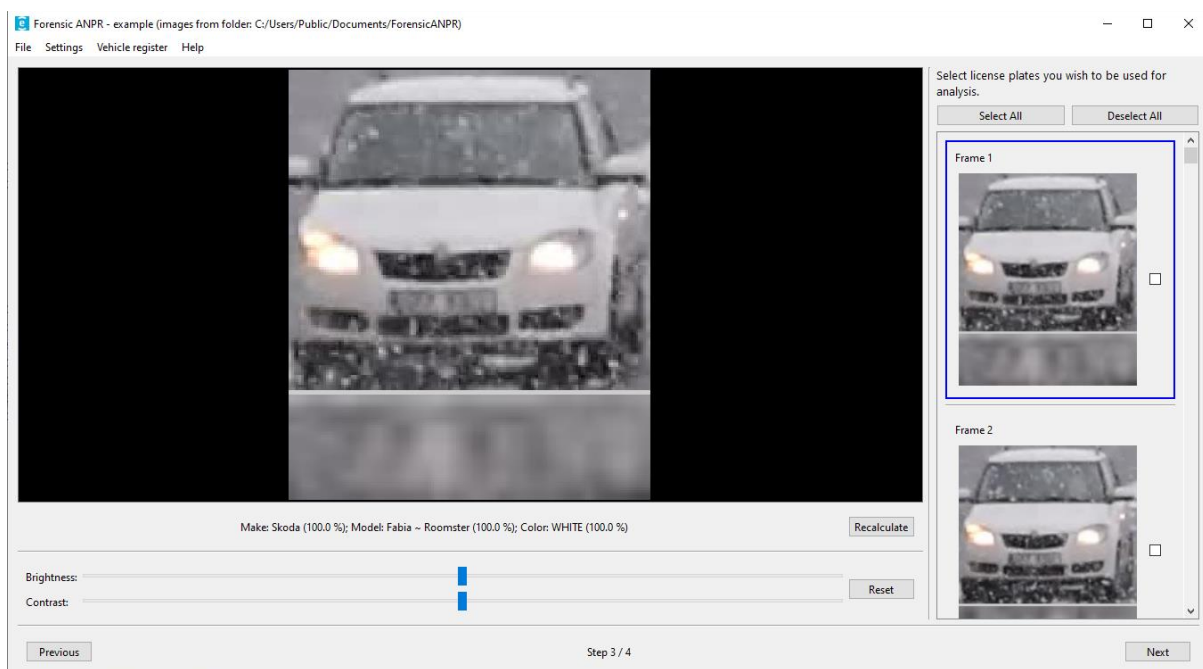 Forensic ANPR - example (images from folder: C:/Users/Public/Documents/ForensicANPR)
File Settings Vehicle register Help
Select license plates you wish to be used for
analysis.
Select All Deselect All
Frame 1
Frame 2
Make: Skoda (100.0 %); Model: Fabia ~ Roomster (100.0 %); Color: WHITE (100.0 %)
Recalculate
Brightness:
Contrast:
Reset
Previous
Step 3 / 4
Next